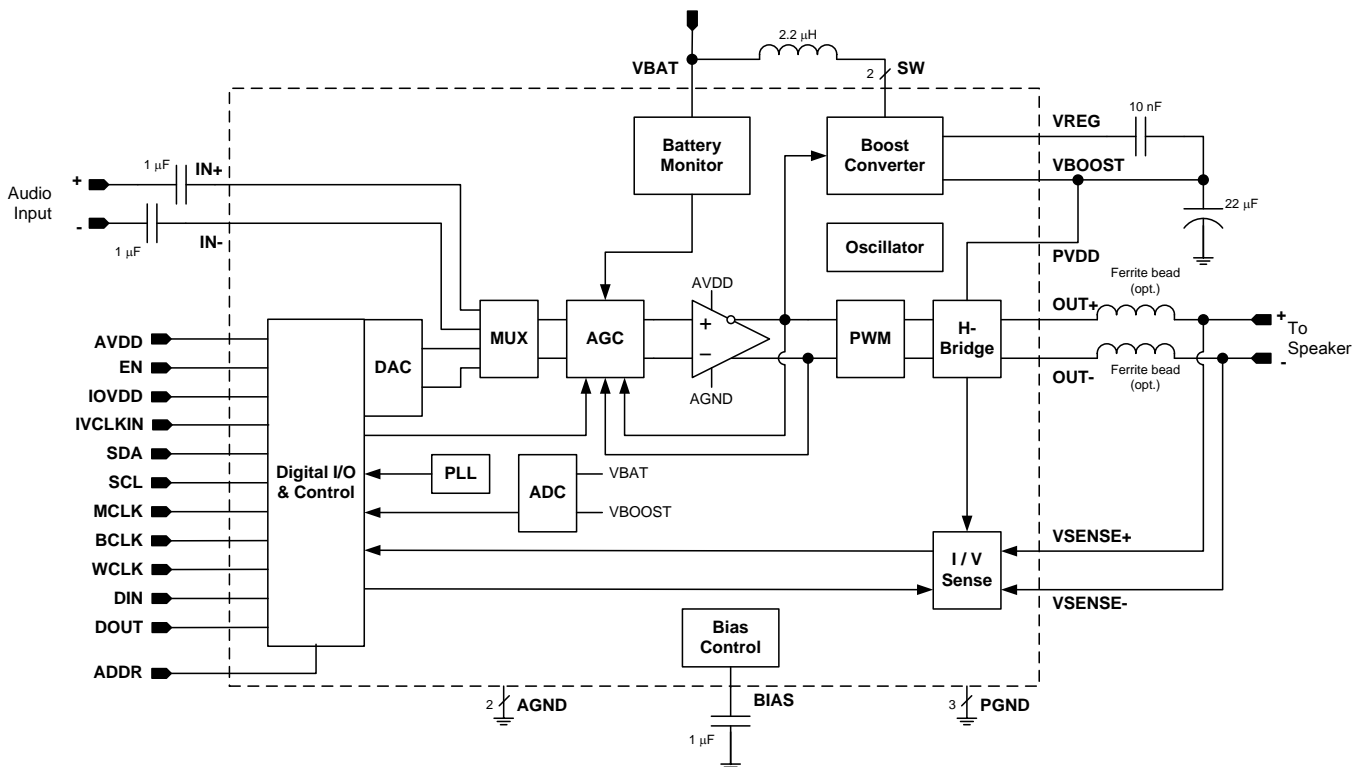 2.2 μH
VBAT
2
SW
10 nF
VREG
Battery
Monitor
Boost
Converter
VBOOST
1 μF
IN+
Audio
Input
+
-
IN-
1 μF
22 μF
Oscillator
PVDD
Ferrite bead
(opt.)
AVDD
OUT+
MUX
AGC
+
−
PWM
H-
Bridge
+
-
To
Speaker
DAC
AGND
OUT-
Ferrite bead
(opt.)
AVDD
EN
IOVDD
IVCLKIN
SDA
SCL
MCLK
BCLK
WCLK
DIN
DOUT
ADDR
Digital I/O
& Control
PLL
ADC
VBAT
VBOOST
I / V
Sense
VSENSE+
VSENSE-
Bias
Control
2
AGND
BIAS
1 μF
3
PGND